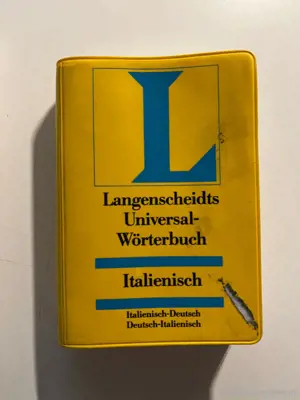 L
Langenscheidts
Universal-
Wörterbuch
Italienisch
Italienisch-Deutsch
Deutsch-Italienisch